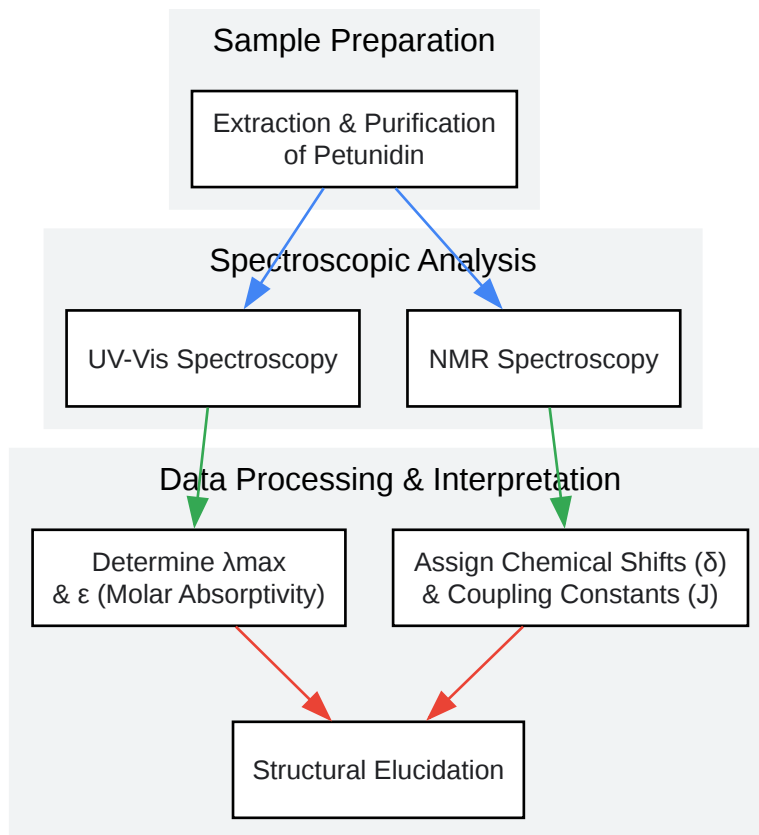 Sample Preparation
Extraction & Purification
of Petunidin
Spectroscopic Analysis
UV-Vis Spectroscopy
NMR Spectroscopy
Data Processing & Interpretation
Determine λmax
& ε (Molar Absorptivity)
Assign Chemical Shifts (δ)
& Coupling Constants (J)
Structural Elucidation